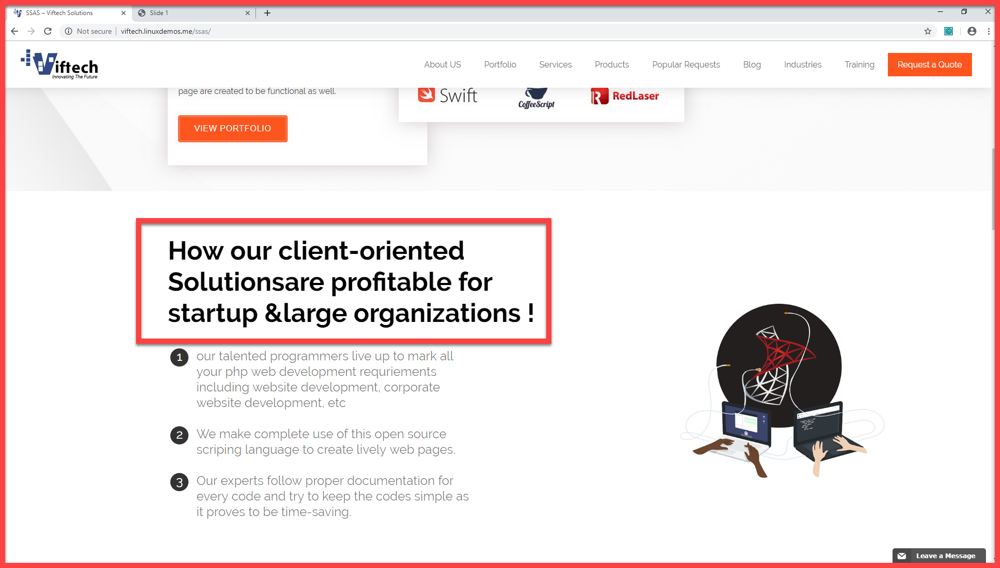 SSAS – Viftech Solutions
Slide 1
Not secure
viftech.linuxdemos.me/ssas/
Viftech
Innovating The Future
About US
Portfolio
Services
Products
Popular Requests
Blog
Industries
Training
Request a Quote
page are created to be functional as well.
Swift
CoffeeScript
R RedLaser
VIEW PORTFOLIO
How our client-oriented
Solutionsare profitable for
startup &large organizations !
1 our talented programmers live up to mark all
your php web development requriements
including website development, corporate
website development, etc
2 We make complete use of this open source
scriping language to create lively web pages.
3 Our experts follow proper documentation for
every code and try to keep the codes simple as
it proves to be time-saving.
Leave a Message